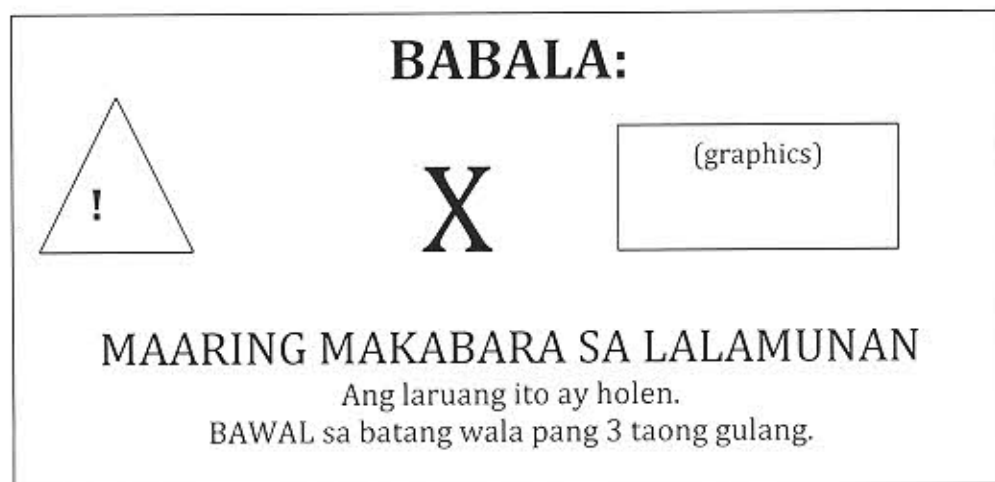 BABALA:
!
X
(graphics)
MAARING MAKABARA SA LALAMUNAN
Ang laruang ito ay holen.
BAWAL sa batang wala pang 3 taong gulang.